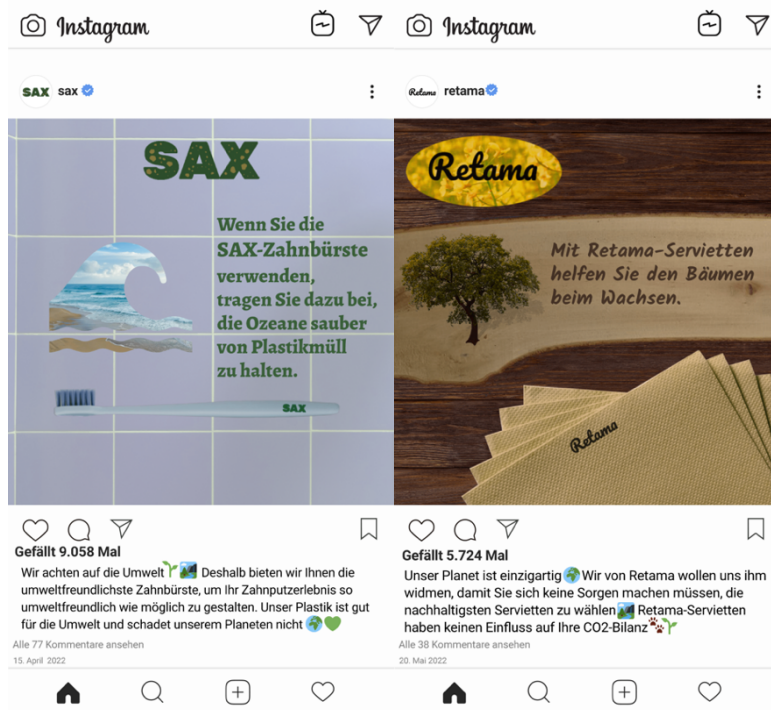 Instagram
SAX sax
SAX
Wenn Sie die
SAX-Zahnbürste
verwenden,
tragen Sie dazu bei,
die Ozeane sauber
von Plastikmüll
zu halten.
SAX
Gefällt 9.058 Mal
Wir achten auf die Umwelt🌱🏞️ Deshalb bieten wir Ihnen die
umweltfreundlichste Zahnbürste, um Ihr Zahnputzerlebnis so
umweltfreundlich wie möglich zu gestalten. Unser Plastik ist gut
für die Umwelt und schadet unserem Planeten nicht 🌍💚
Alle 77 Kommentare ansehen
15. April 2022
Instagram
Retama retama
Retama
Mit Retama-Servietten
helfen Sie den Bäumen
beim Wachsen.
Retama
Gefällt 5.724 Mal
Unser Planet ist einzigartig 🌍 Wir von Retama wollen uns ihm
widmen, damit Sie sich keine Sorgen machen müssen, die
nachhaltigsten Servietten zu wählen🏞️ Retama-Servietten
haben keinen Einfluss auf Ihre CO2-Bilanz🐾🌱
Alle 38 Kommentare ansehen
20. Mai 2022